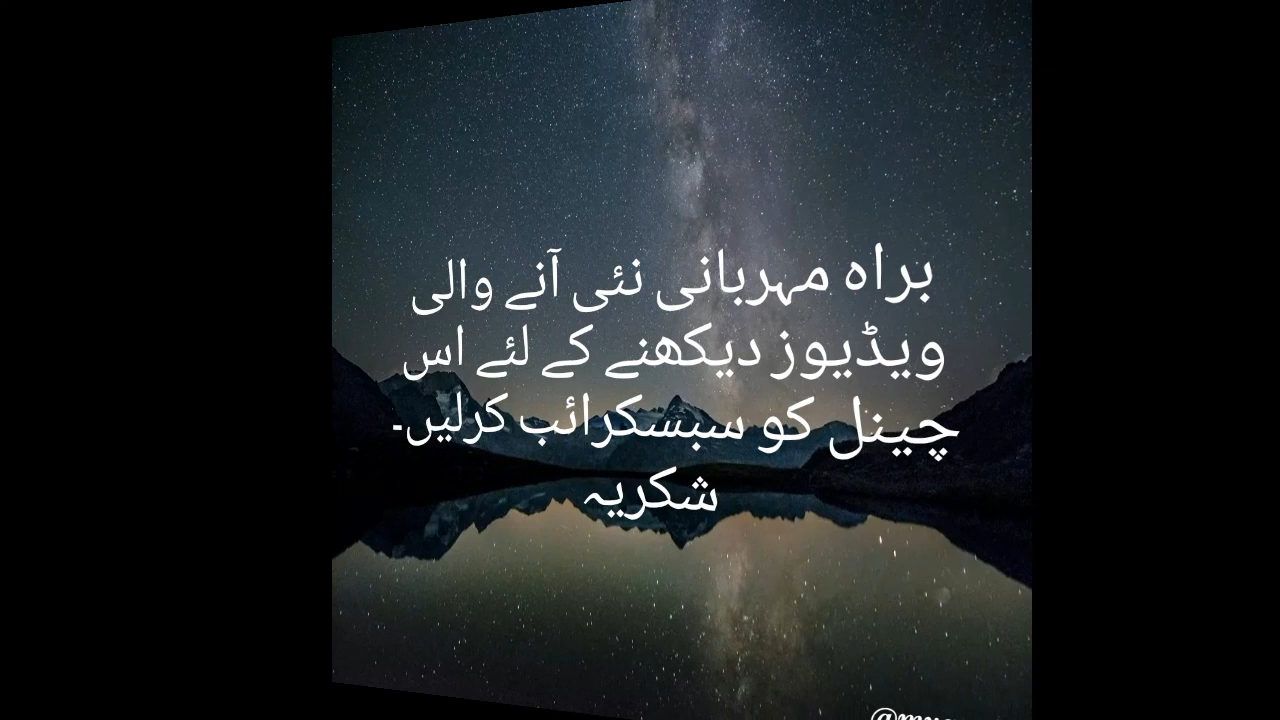 براہ مہربانی نئی آنے والی
ویڈیوز دیکھنے کے لئے اس
چینل کو سبسکرائب کرلیں۔
شکریہ